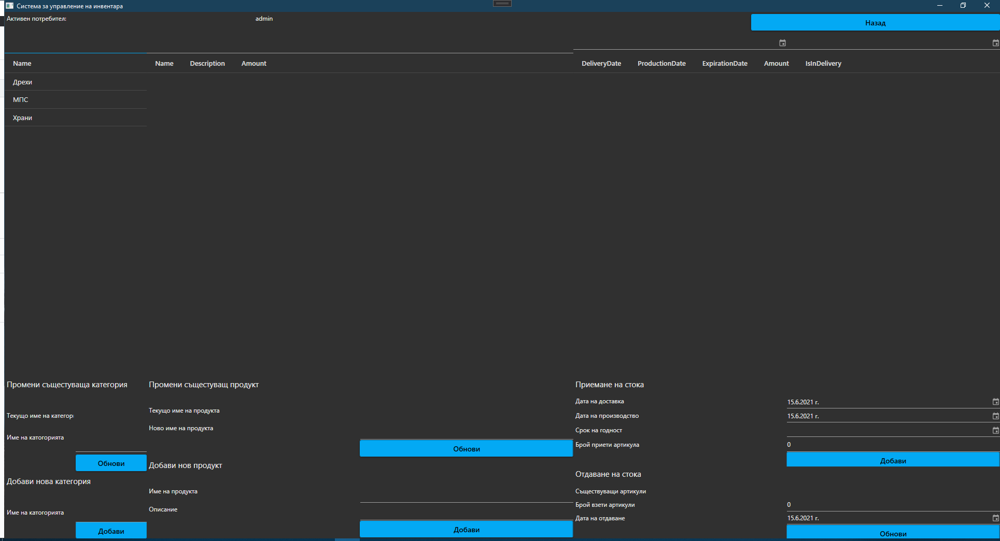 Система за управление на инвентара
Активен потребител:
admin
Назад
Name
Дрехи
МПС
Храни
Name Description Amount
DeliveryDate ProductionDate ExpirationDate Amount IsInDelivery
Промени същестуваща категория
Текущо име на категор
Име на катогорията
Обнови
Добави нова категория
Име на катогорията
Добави
Промени същестуващ продукт
Текущо име на продукта
Ново име на продукта
Обнови
Добави нов продукт
Име на продукта
Описание
Добави
Приемане на стока
Дата на доставка 15.6.2021 г.
Дата на производство 15.6.2021 г.
Срок на годност
Брой приети артикула 0
Добави
Отдаване на стока
Съществуващи артикули
Брой взети артикули 0
Дата на отдаване 15.6.2021 г.
Обнови